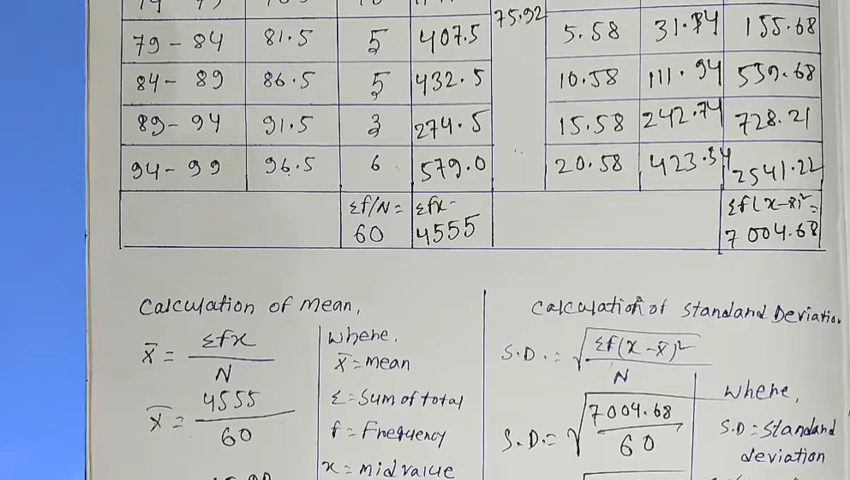 75.92
79 - 84 81.5 5 407.5 5.58 31.14 155.68
84 - 89 86.5 5 432.5 10.58 111.94 559.68
89 - 94 91.5 3 274.5 15.58 242.74 728.21
94 - 99 96.5 6 579.0 20.58 423.54 2541.22
Σf/N = Σfx = Σf(x-x̄)² =
60 4555 7004.68
Calculation of Mean,
x̄ = Σfx
N
x̄ = 4555
60
where,
x̄ = mean
Σ = Sum of total
f = Frequency
x = Mid value
Calculation of Standand Deviation
S.D. = √Σf(x-x̄)²
N
S.D. = √7004.68
60
where,
S.D = Standand
deviation